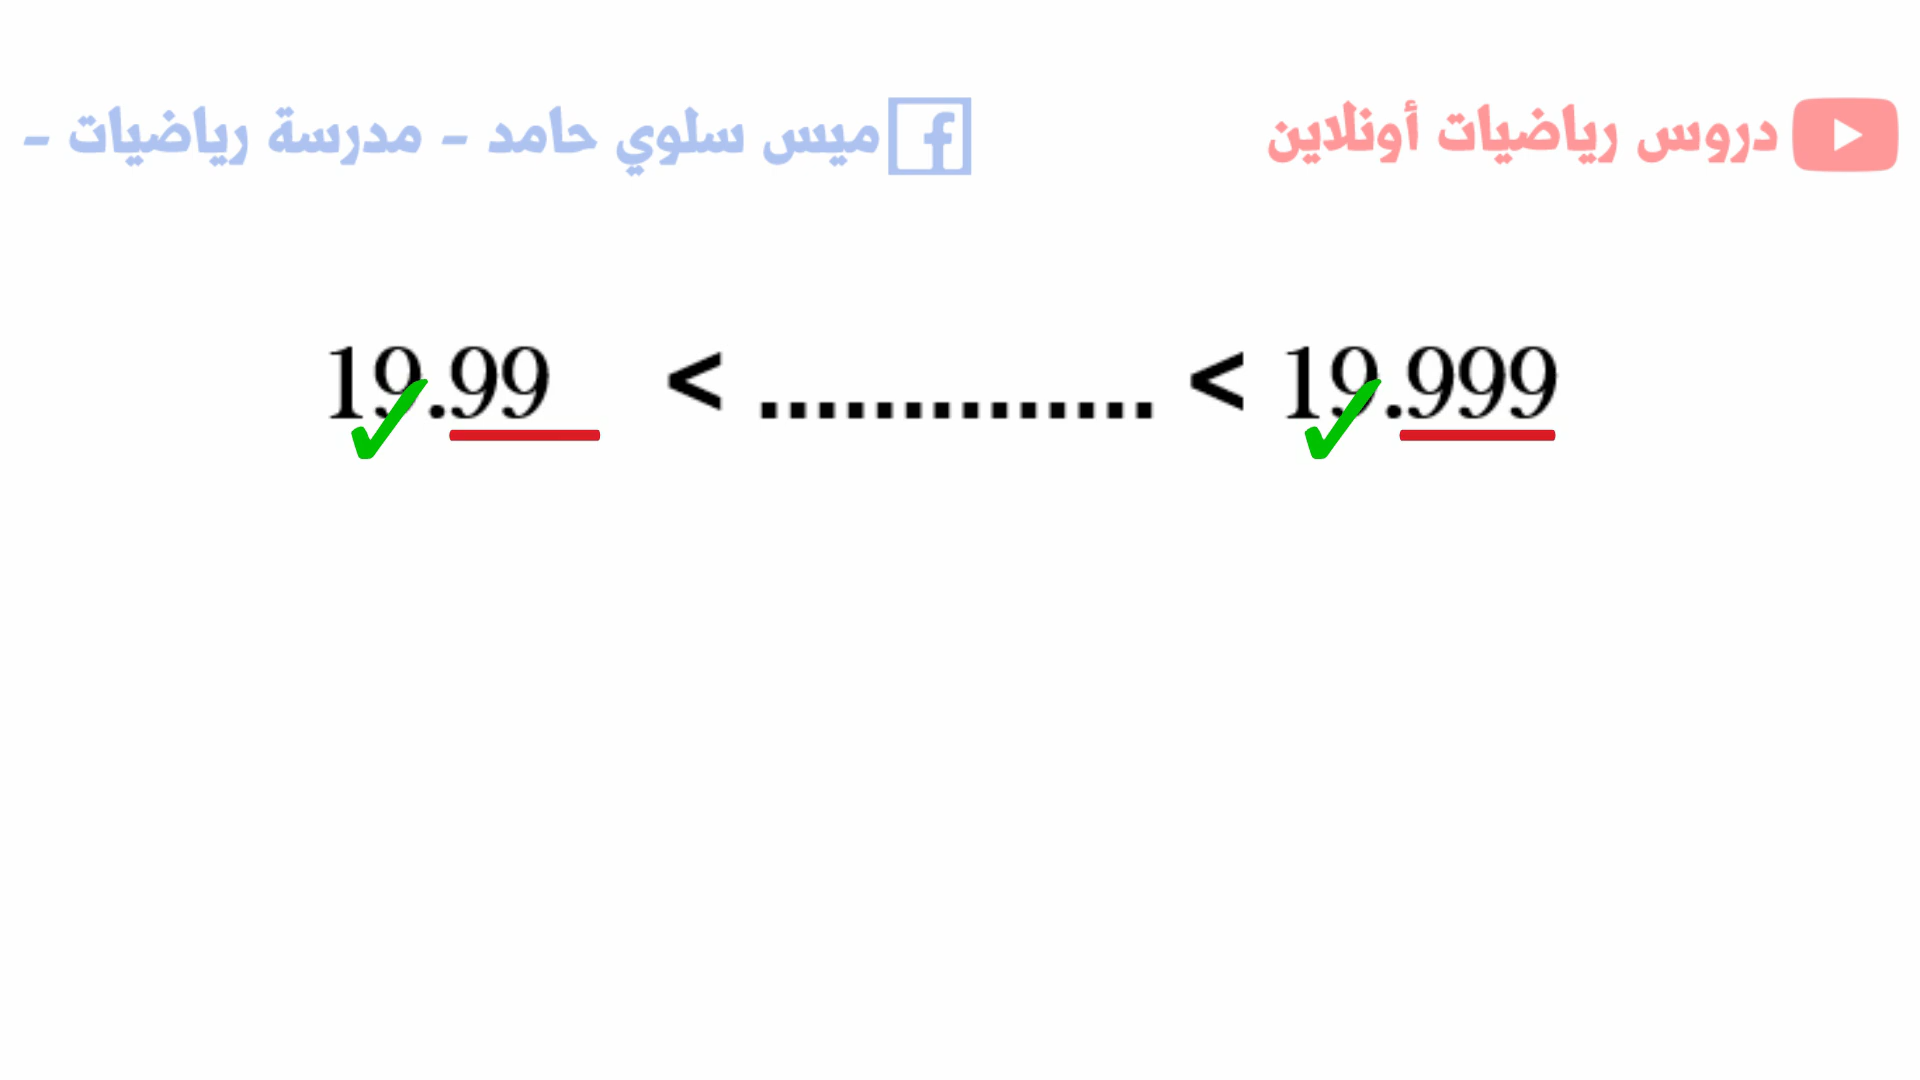 دروس رياضيات أونلاين
ميس سلوي حامد - مدرسة رياضيات -
19.99 < .............. < 19.999